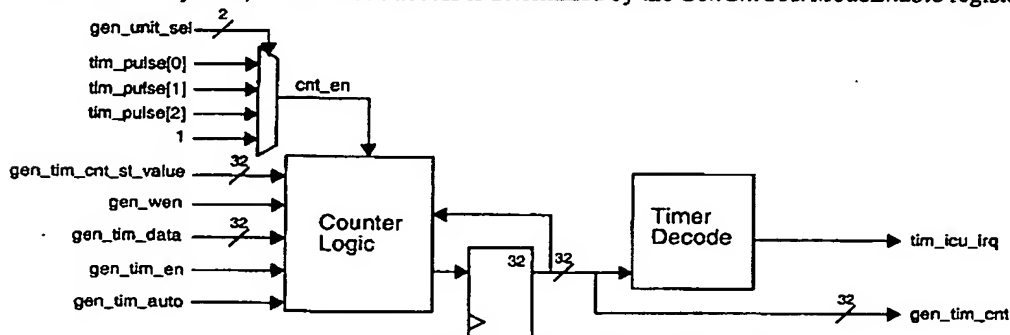 2
gen_unit_sel
tim_pulse[0]
tim_pulse[1]
cnt_en
tim_pulse[2]
1
32
gen_tim_cnt_st_value
gen_wen
32
gen_tim_data
gen_tim_en
gen_tim_auto
Counter
Logic
32
32
Timer
Decode
tim_icu_irq
32
gen_tim_cnt